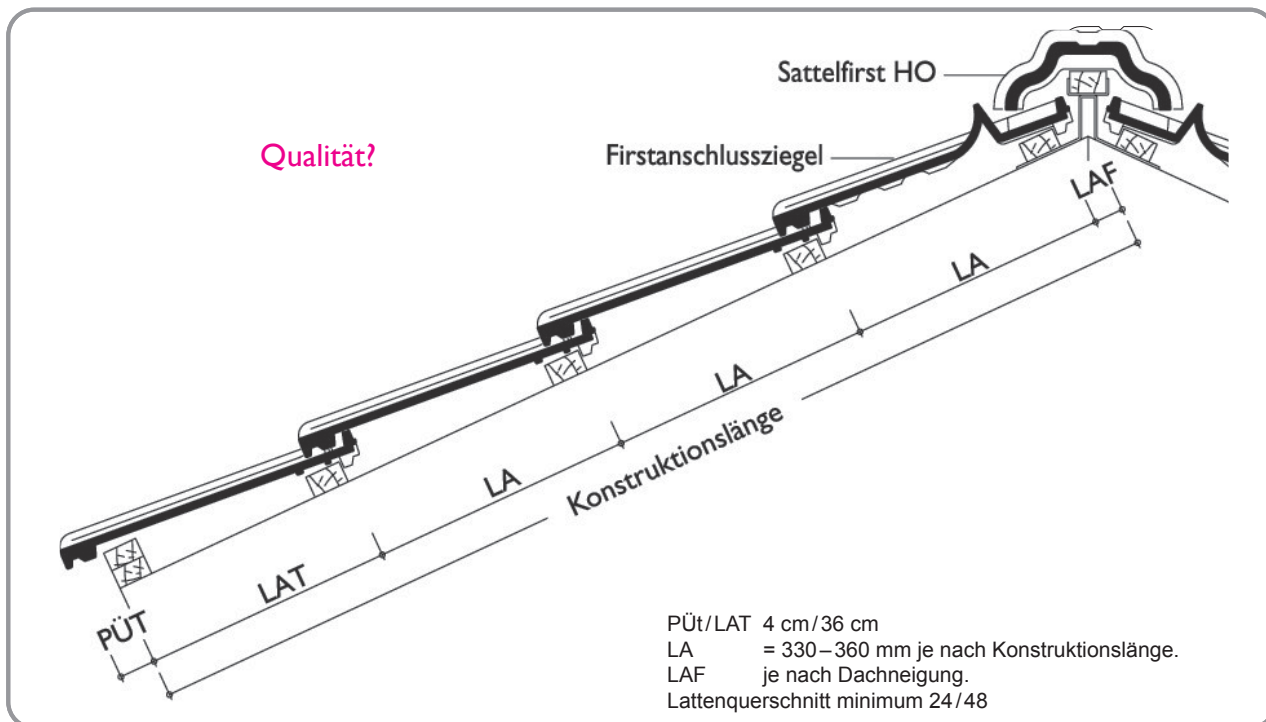 Sattelfirst HO
Qualität?
Firstanschlussziegel
LAF
LA
LA
Konstruktionslänge
LA
LAT
PÜT
PÜt/LAT 4 cm/36 cm
LA = 330–360 mm je nach Konstruktionslänge.
LAF je nach Dachneigung.
Lattenquerschnitt minimum 24/48